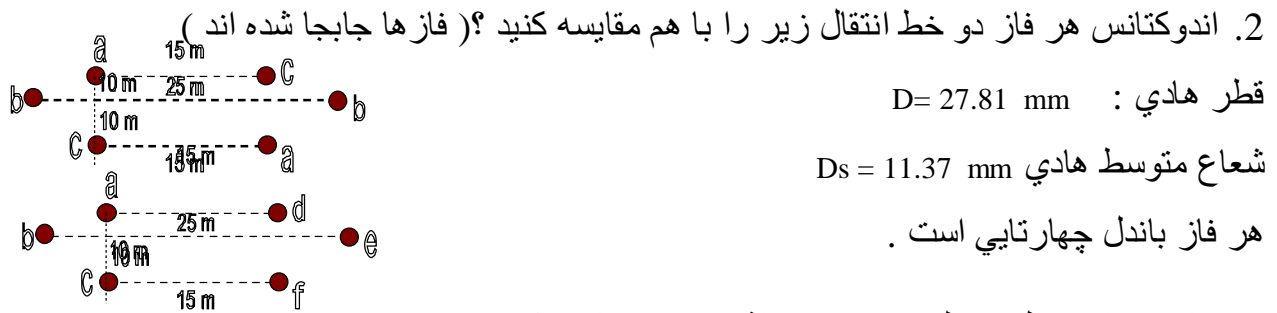 2. اندوكتانس هر فاز دو خط انتقال زیر را با هم مقایسه کنید ؟( فازها جابجا شده اند )
قطر هادي : D= 27.81 mm
شعاع متوسط هادي Ds = 11.37 mm
هر فاز باندل چهارتايي است .
a 15 m c
10 m 25 m
b b
10 m
c 15 m a
a d
25 m
b e
10 m
c f
15 m